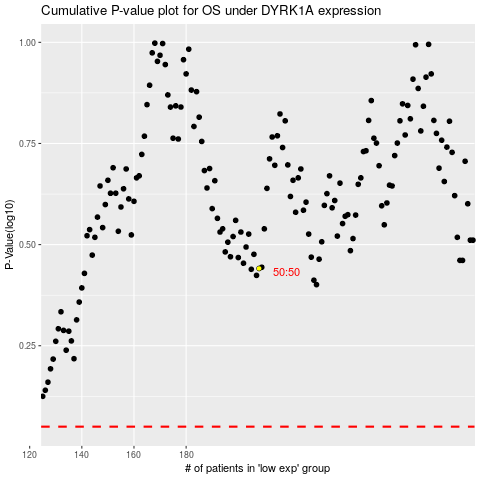 Cumulative P-value plot for OS under DYRK1A expression
P-Value(log10)
1.00
0.75
0.50
0.25
50:50
120 140 160 180
# of patients in 'low exp' group